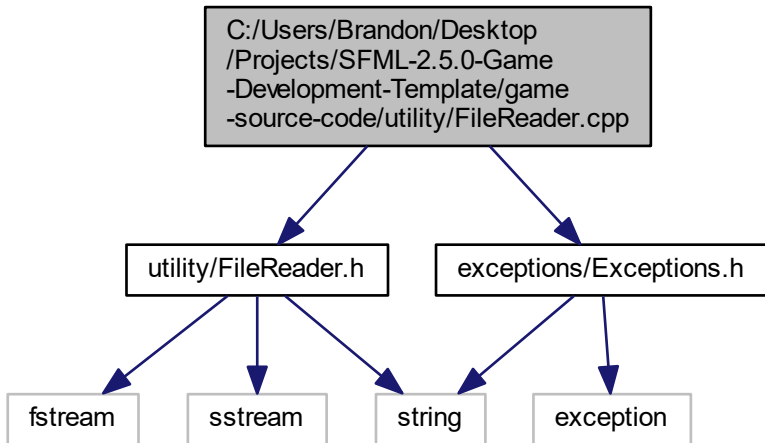 C:/Users/Brandon/Desktop
/Projects/SFML-2.5.0-Game
-Development-Template/game
-source-code/utility/FileReader.cpp
utility/FileReader.h
exceptions/Exceptions.h
fstream
sstream
string
exception